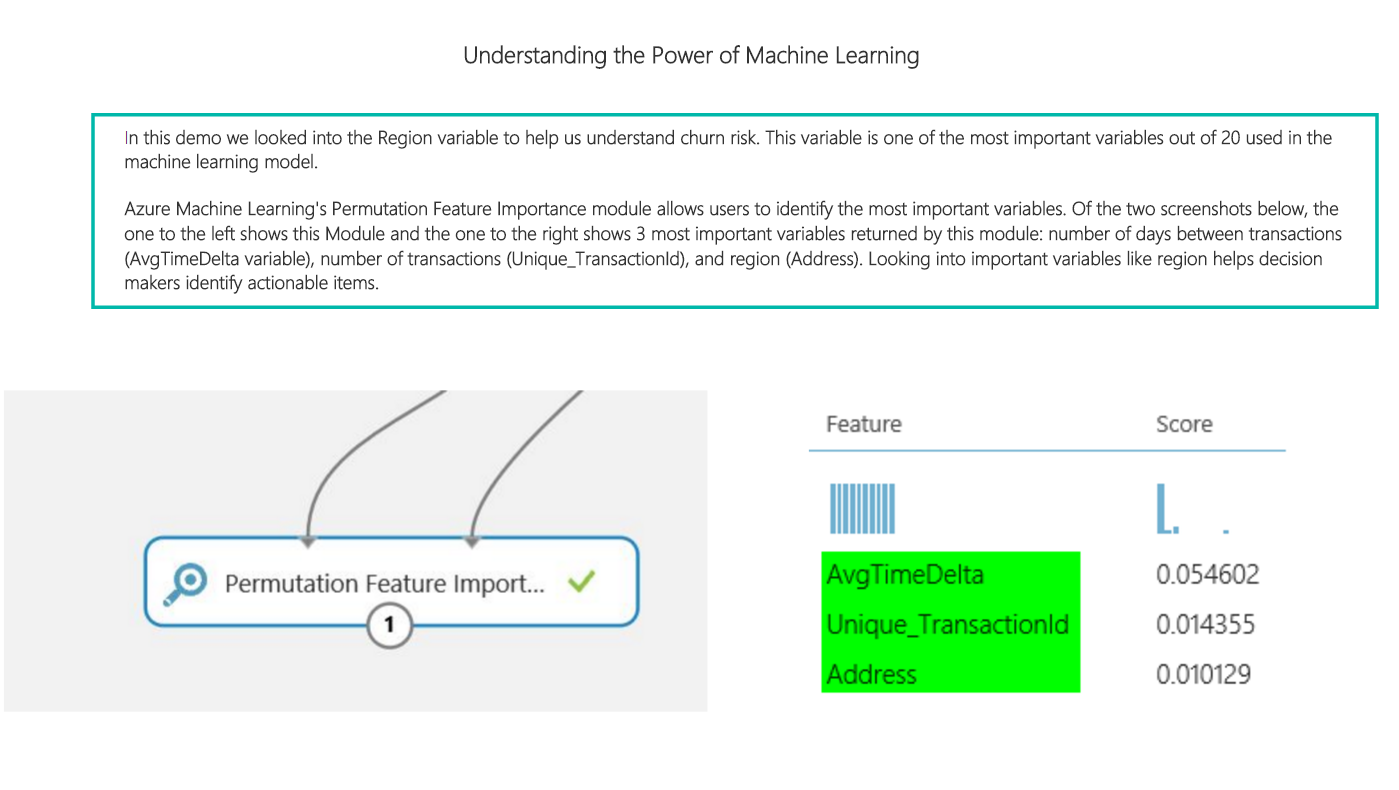 Understanding the Power of Machine Learning
In this demo we looked into the Region variable to help us understand churn risk. This variable is one of the most important variables out of 20 used in the
machine learning model.
Azure Machine Learning's Permutation Feature Importance module allows users to identify the most important variables. Of the two screenshots below, the
one to the left shows this Module and the one to the right shows 3 most important variables returned by this module: number of days between transactions
(AvgTimeDelta variable), number of transactions (Unique_TransactionId), and region (Address). Looking into important variables like region helps decision
makers identify actionable items.
Permutation Feature Import...
1
Feature Score
AvgTimeDelta 0.054602
Unique_TransactionId 0.014355
Address 0.010129